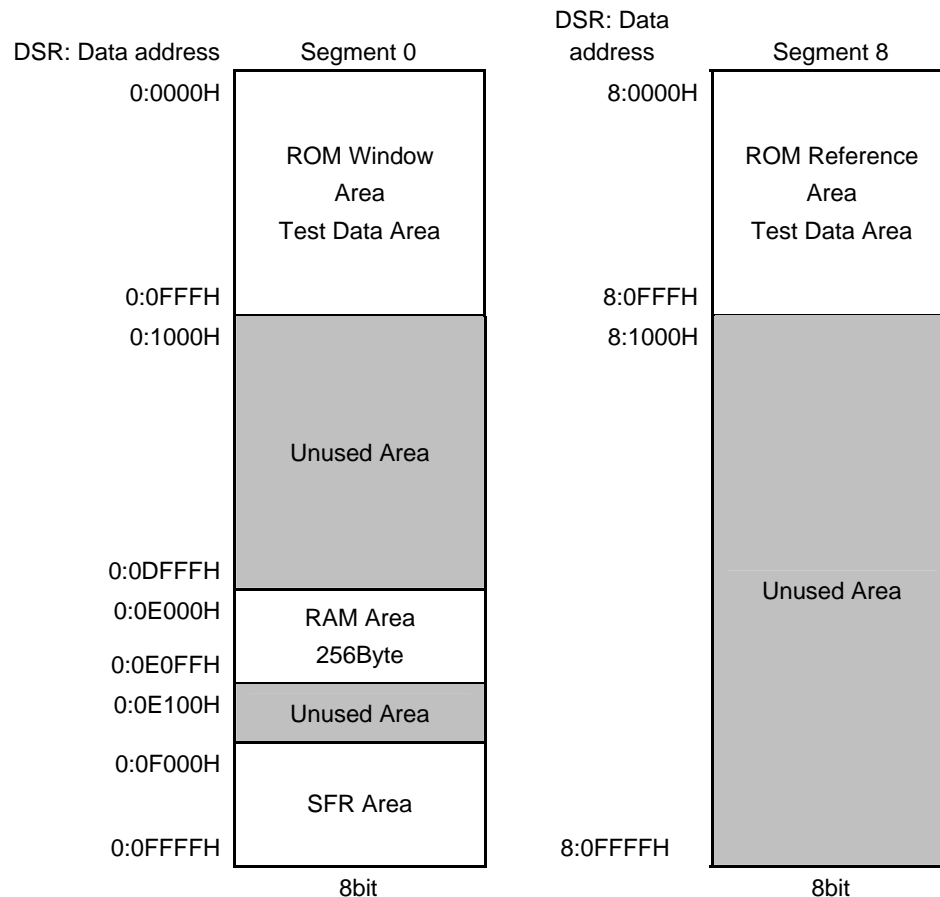 DSR: Data address
Segment 0
0:0000H
ROM Window
Area
Test Data Area
0:0FFFH
0:1000H
Unused Area
0:0DFFFH
0:0E000H
RAM Area
256Byte
0:0E0FFH
0:0E100H
Unused Area
0:0F000H
SFR Area
0:0FFFFH
8bit
DSR: Data
address
Segment 8
8:0000H
ROM Reference
Area
Test Data Area
8:0FFFH
8:1000H
Unused Area
8:0FFFFH
8bit